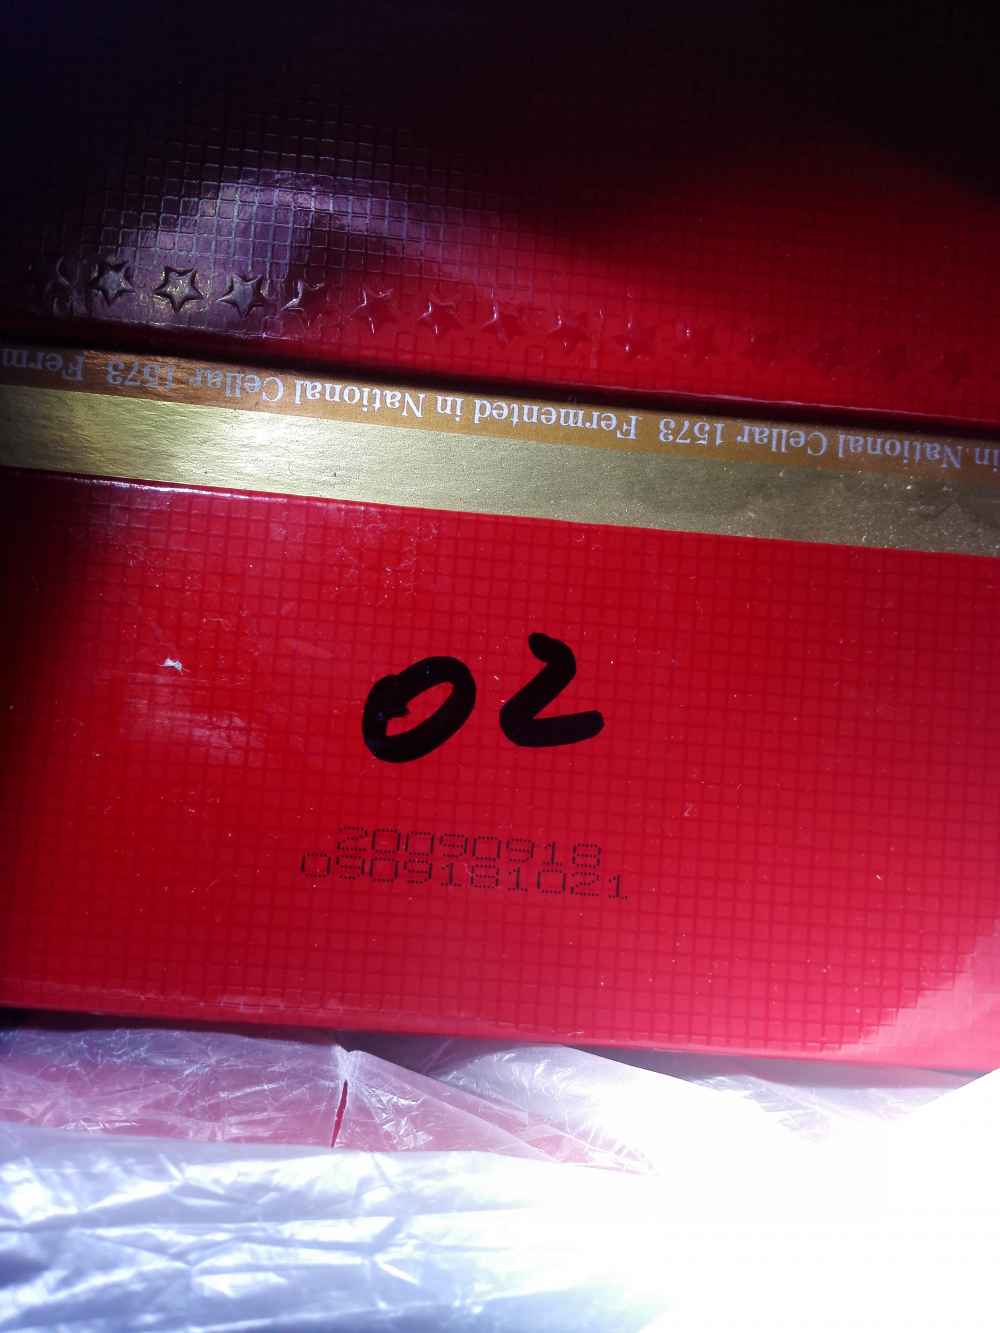 in National Cellar 1573 Fermented in National Cellar 1573 Ferm
02
20090918
0909181021